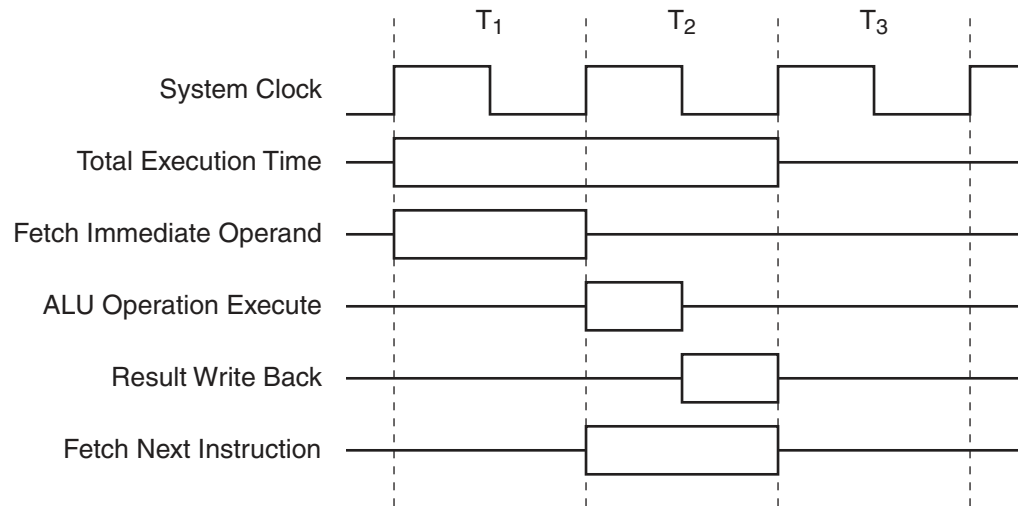 T1 T2 T3
System Clock
Total Execution Time
Fetch Immediate Operand
ALU Operation Execute
Result Write Back
Fetch Next Instruction